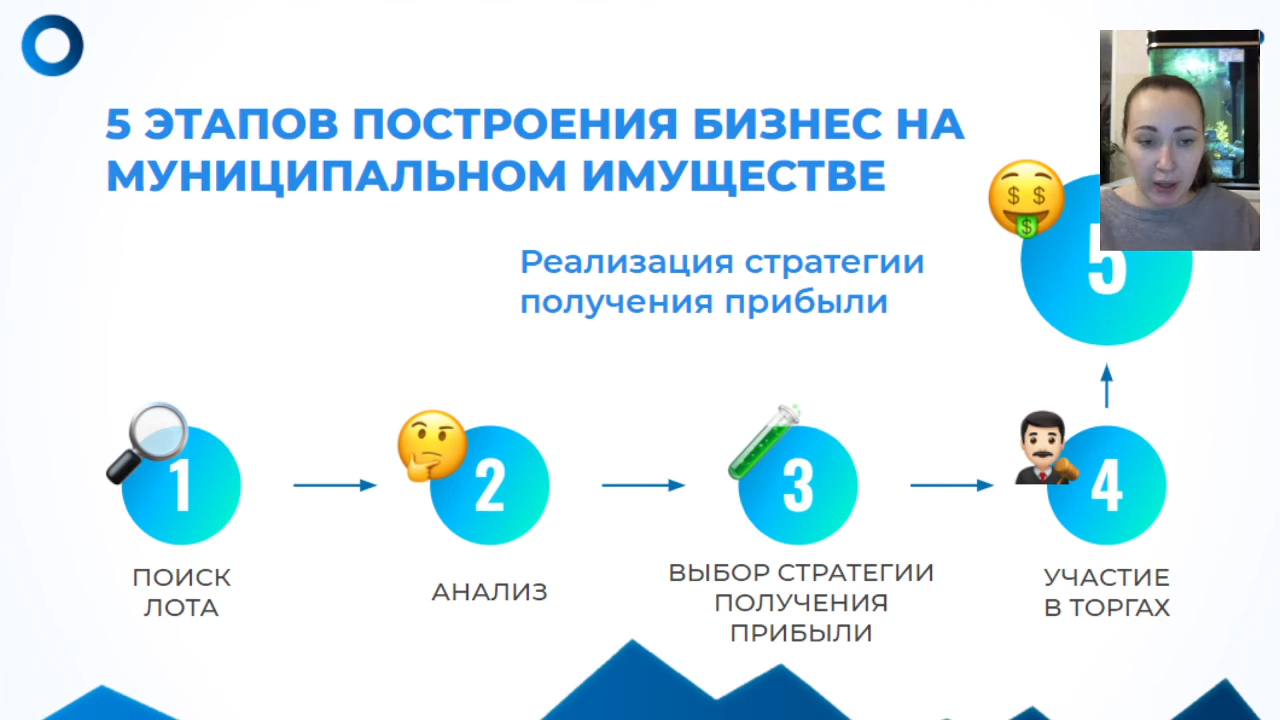 5 ЭТАПОВ ПОСТРОЕНИЯ БИЗНЕС НА
МУНИЦИПАЛЬНОМ ИМУЩЕСТВЕ
Реализация стратегии
получения прибыли
5
1
2
3
4
ПОИСК
ЛОТА
АНАЛИЗ
ВЫБОР СТРАТЕГИИ
ПОЛУЧЕНИЯ
ПРИБЫЛИ
УЧАСТИЕ
В ТОРГАХ